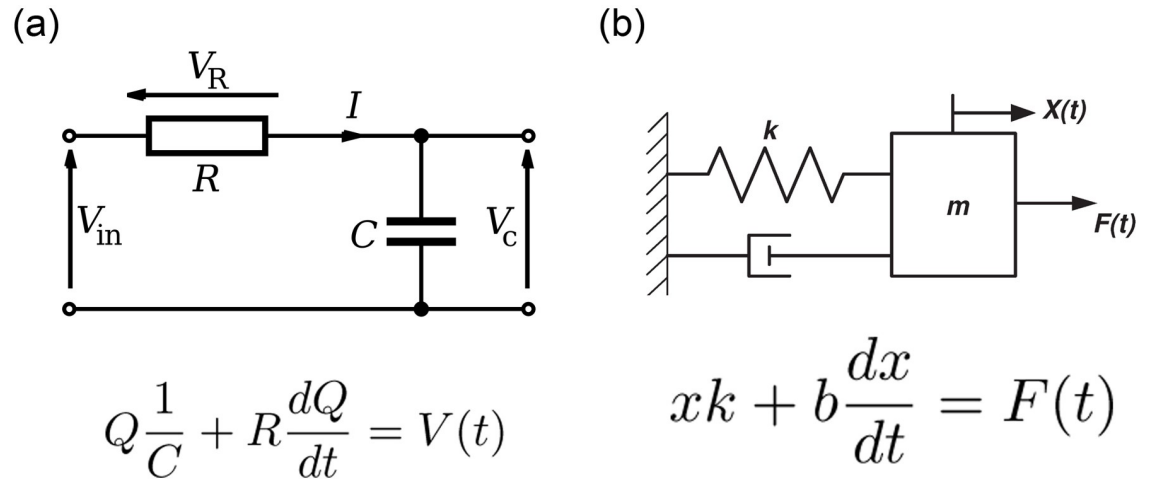 (a)
V_R
I
R
V_in
C
V_c
Q 1/C + R dQ/dt = V(t)
(b)
X(t)
k
m
F(t)
xk + b dx/dt = F(t)